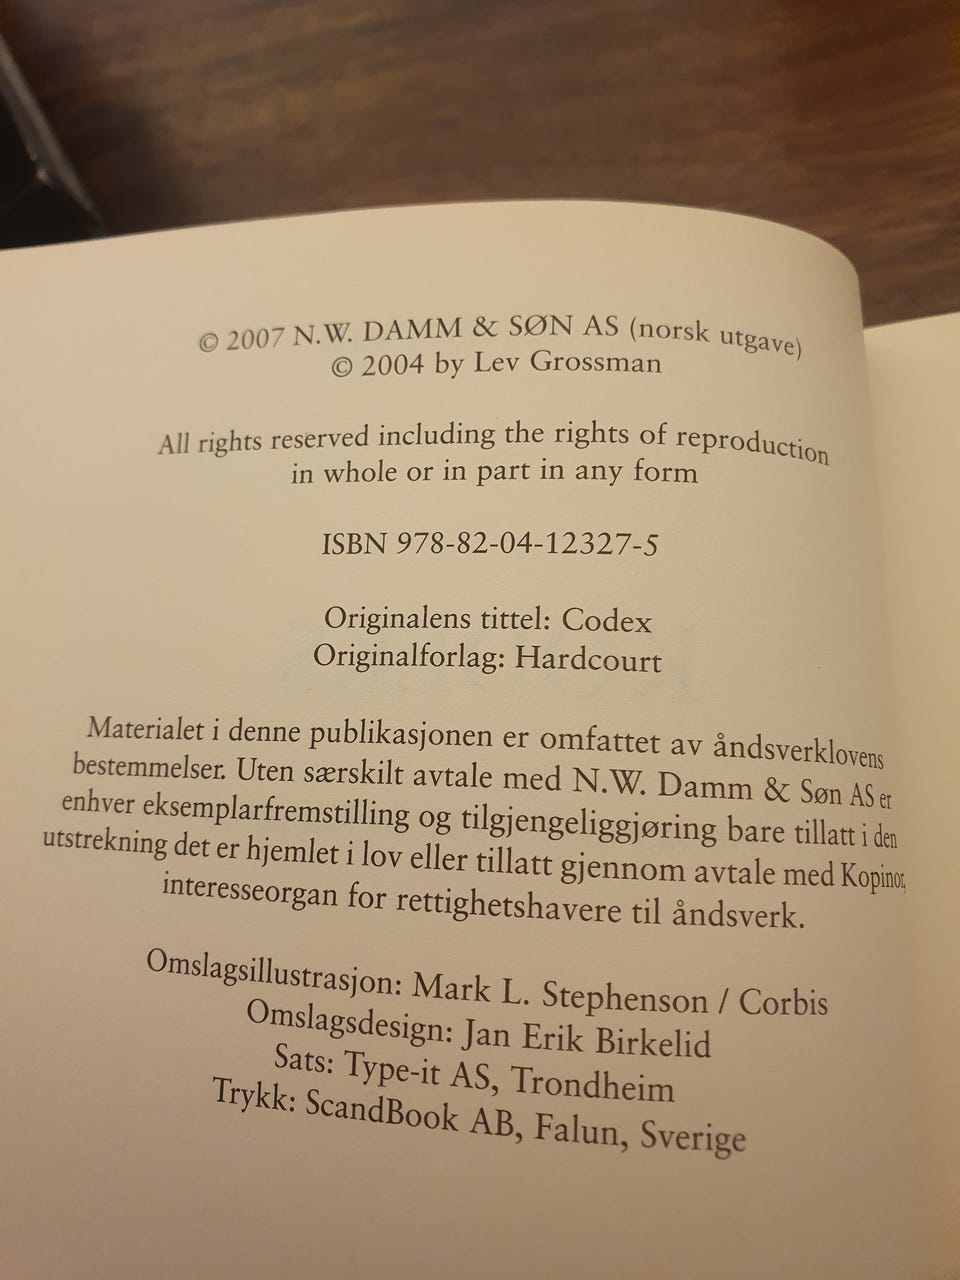 © 2007 N.W. DAMM & SØN AS (norsk utgave)
© 2004 by Lev Grossman
All rights reserved including the rights of reproduction
in whole or in part in any form
ISBN 978-82-04-12327-5
Originalens tittel: Codex
Originalforlag: Hardcourt
Materialet i denne publikasjonen er omfattet av åndsverklovens
bestemmelser. Uten særskilt avtale med N.W. Damm & Søn AS er
enhver eksemplarfremstilling og tilgjengeliggjøring bare tillatt i den
utstrekning det er hjemlet i lov eller tillatt gjennom avtale med Kopinor,
interesseorgan for rettighetshavere til åndsverk.
Omslagsillustrasjon: Mark L. Stephenson / Corbis
Omslagsdesign: Jan Erik Birkelid
Sats: Type-it AS, Trondheim
Trykk: ScandBook AB, Falun, Sverige